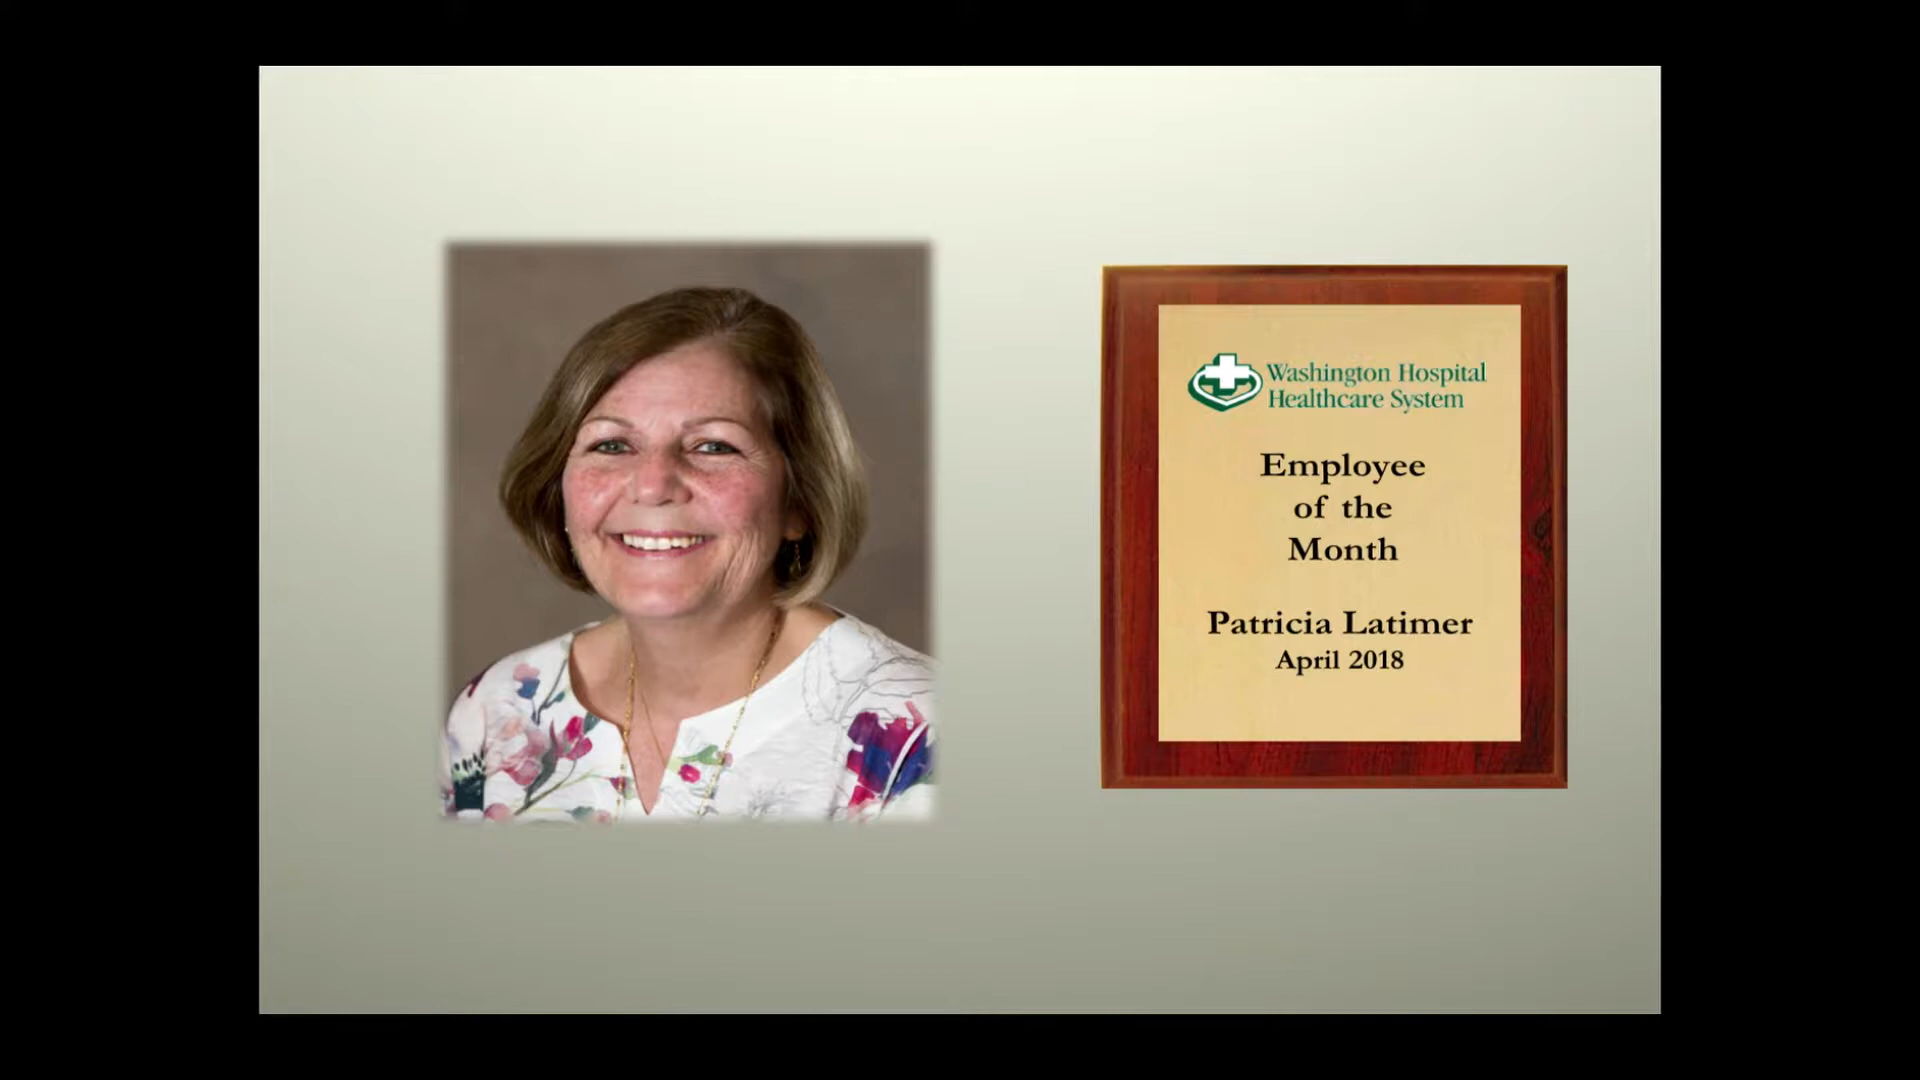 Washington Hospital
Healthcare System
Employee
of the
Month
Patricia Latimer
April 2018